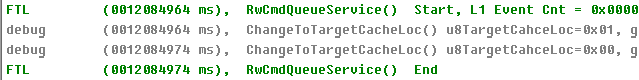 FTL (0012084964 ms), RwCmdQueueService() Start, L1 Event Cnt = 0x0000
debug (0012084964 ms), ChangeToTargetCacheLoc() u8TargetCahceLoc=0x01, g
debug (0012084974 ms), ChangeToTargetCacheLoc() u8TargetCahceLoc=0x00, g
FTL (0012084974 ms), RwCmdQueueService() End